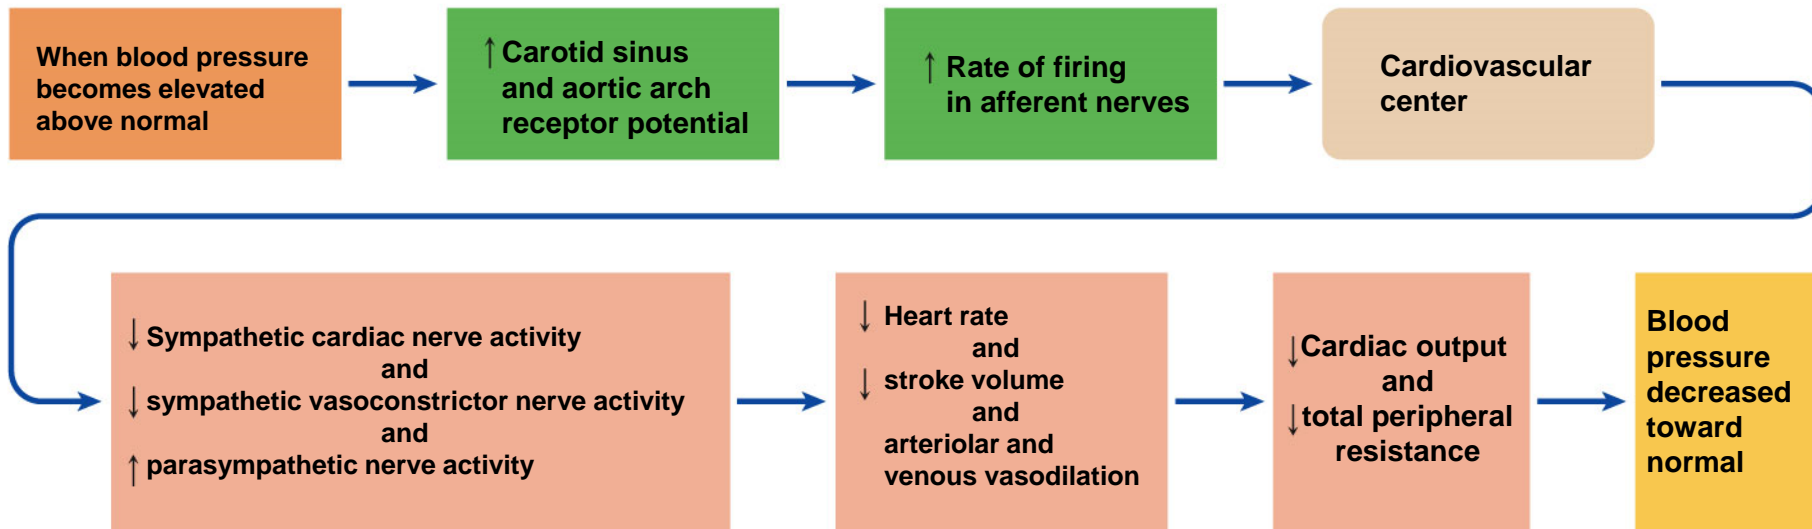 When blood pressure
becomes elevated
above normal
↑ Carotid sinus
and aortic arch
receptor potential
↑ Rate of firing
in afferent nerves
Cardiovascular
center
↓ Sympathetic cardiac nerve activity
and
↓ sympathetic vasoconstrictor nerve activity
and
↑ parasympathetic nerve activity
↓ Heart rate
and
↓ stroke volume
and
arteriolar and
venous vasodilation
↓ Cardiac output
and
↓ total peripheral
resistance
Blood
pressure
decreased
toward
normal